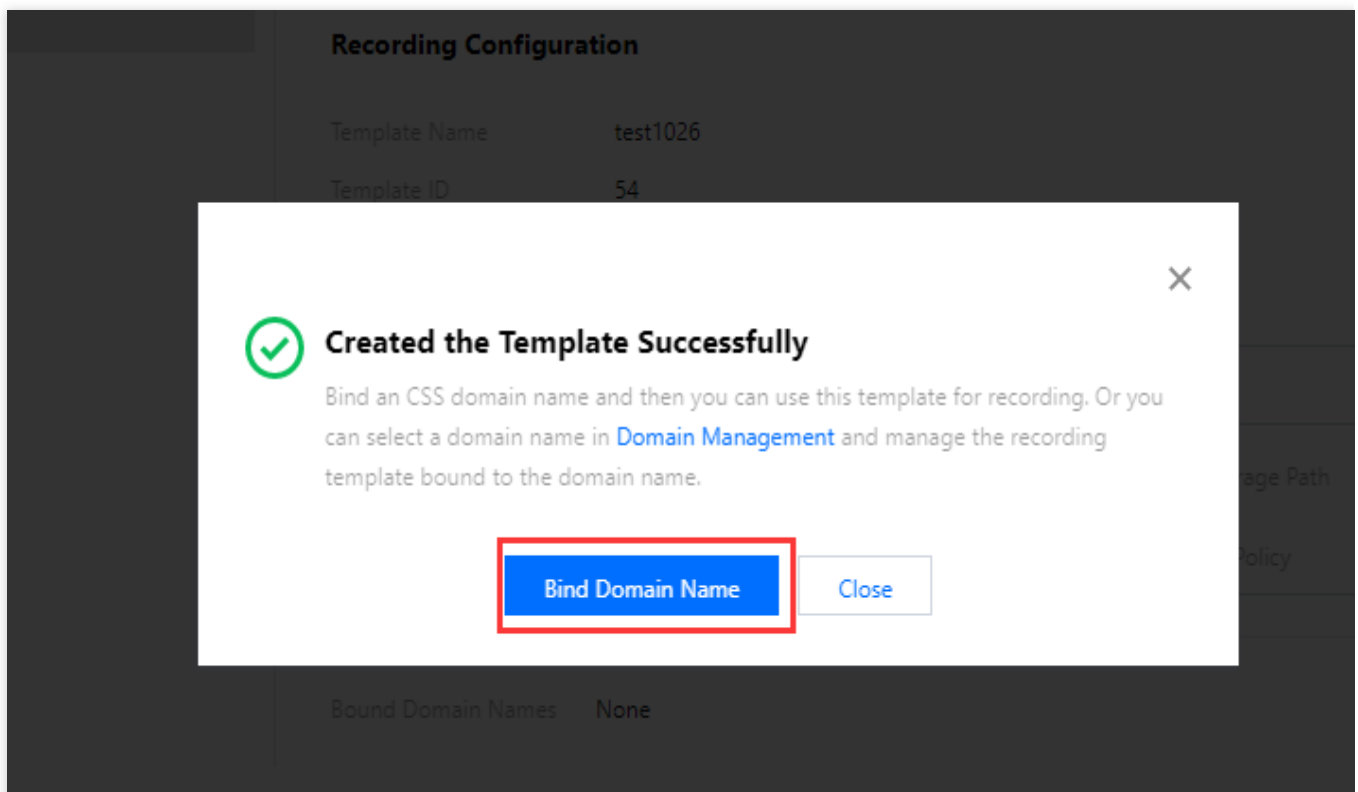 Recording Configuration
Template Name test1026
Template ID 54
Created the Template Successfully
Bind an CSS domain name and then you can use this template for recording. Or you
can select a domain name in Domain Management and manage the recording
template bound to the domain name.
rage Path
Policy
Bind Domain Name Close
Bound Domain Names None